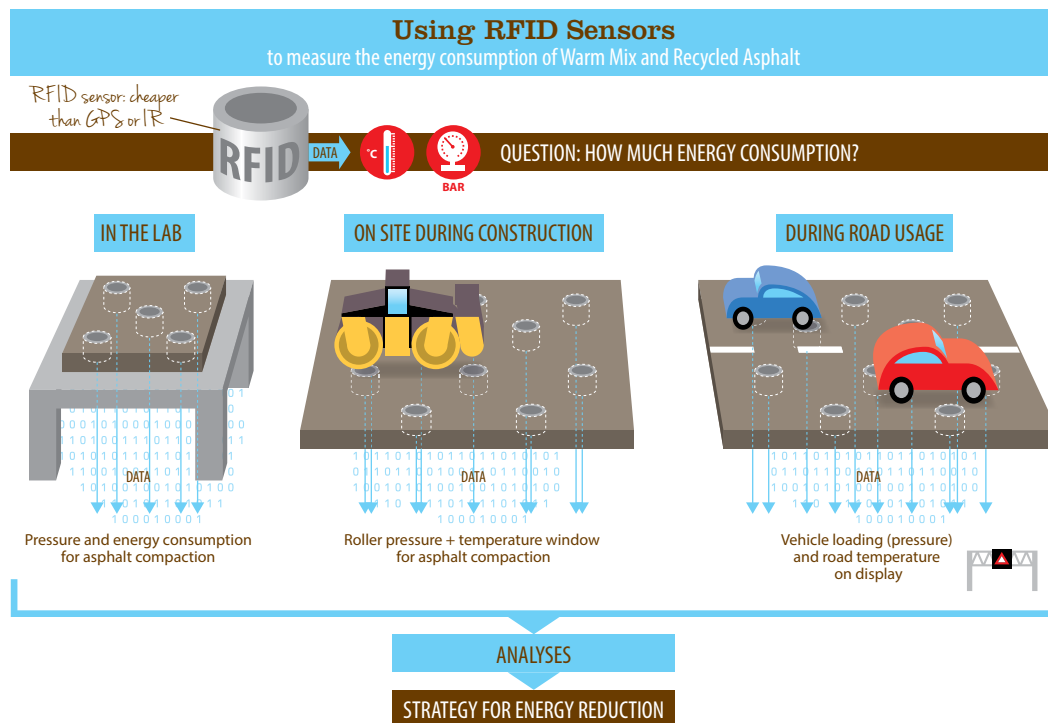 Using RFID Sensors
to measure the energy consumption of Warm Mix and Recycled Asphalt
RFID sensor: cheaper
than GPS or IR
RFID
DATA
°C
BAR
QUESTION: HOW MUCH ENERGY CONSUMPTION?
IN THE LAB
ON SITE DURING CONSTRUCTION
DURING ROAD USAGE
DATA
100010001
Pressure and energy consumption
for asphalt compaction
DATA
100010001
Roller pressure + temperature window
for asphalt compaction
DATA
100010001
Vehicle loading (pressure)
and road temperature
on display
ANALYSES
STRATEGY FOR ENERGY REDUCTION